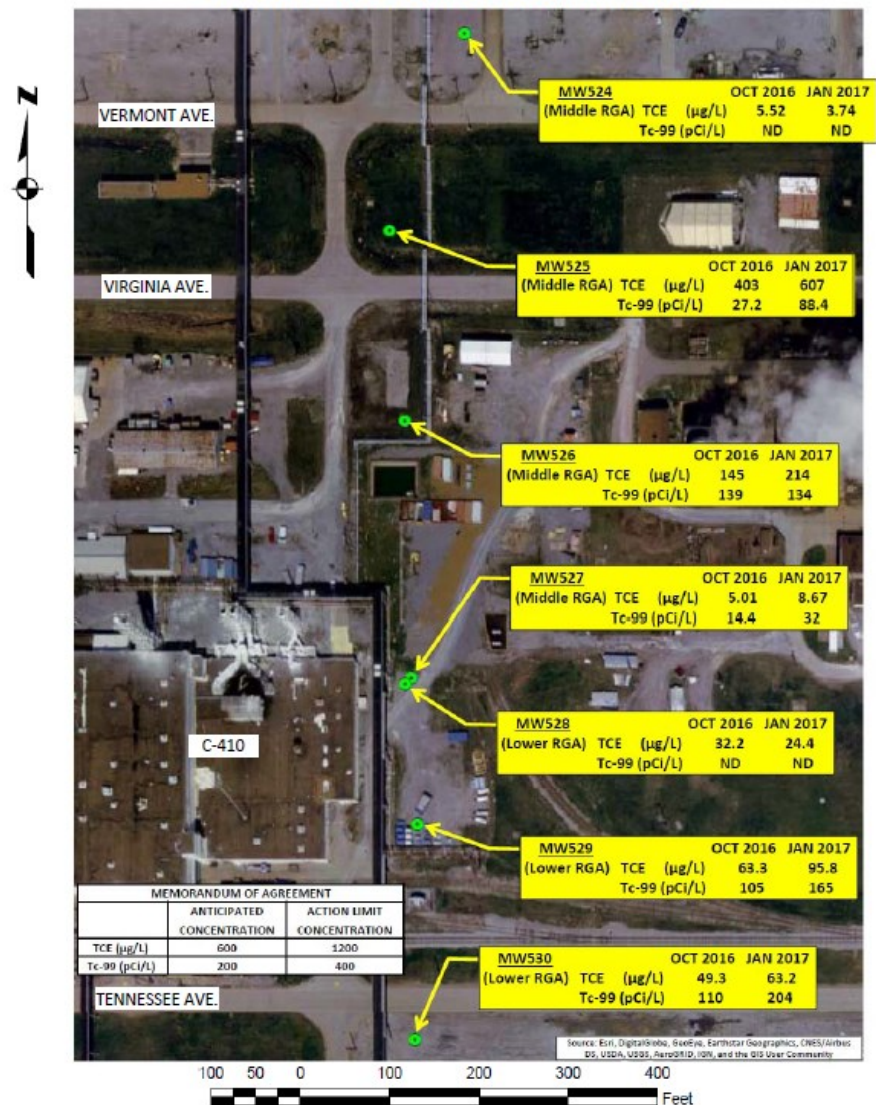 Z
VERMONT AVE.
VIRGINIA AVE.
TENNESSEE AVE.
C-410
MW524 OCT 2016 JAN 2017
(Middle RGA) TCE (µg/L) 5.52 3.74
Tc-99 (pCi/L) ND ND
MW525 OCT 2016 JAN 2017
(Middle RGA) TCE (µg/L) 403 607
Tc-99 (pCi/L) 27.2 88.4
MW526 OCT 2016 JAN 2017
(Middle RGA) TCE (µg/L) 145 214
Tc-99 (pCi/L) 139 134
MW527 OCT 2016 JAN 2017
(Middle RGA) TCE (µg/L) 5.01 8.67
Tc-99 (pCi/L) 14.4 32
MW528 OCT 2016 JAN 2017
(Lower RGA) TCE (µg/L) 32.2 24.4
Tc-99 (pCi/L) ND ND
MW529 OCT 2016 JAN 2017
(Lower RGA) TCE (µg/L) 63.3 95.8
Tc-99 (pCi/L) 105 165
MW530 OCT 2016 JAN 2017
(Lower RGA) TCE (µg/L) 49.3 63.2
Tc-99 (pCi/L) 110 204
MEMORANDUM OF AGREEMENT
ANTICIPATED ACTION LIMIT
CONCENTRATION CONCENTRATION
TCE (µg/L) 600 1200
Tc-99 (pCi/L) 200 400
Source: Esri, DigitalGlobe, GeoEye, Earthstar Geographics, CNES/Airbus
DS, USDA, USGS, AeroGRID, IGN, and the GIS User Community
100 50 0 100 200 300 400
Feet